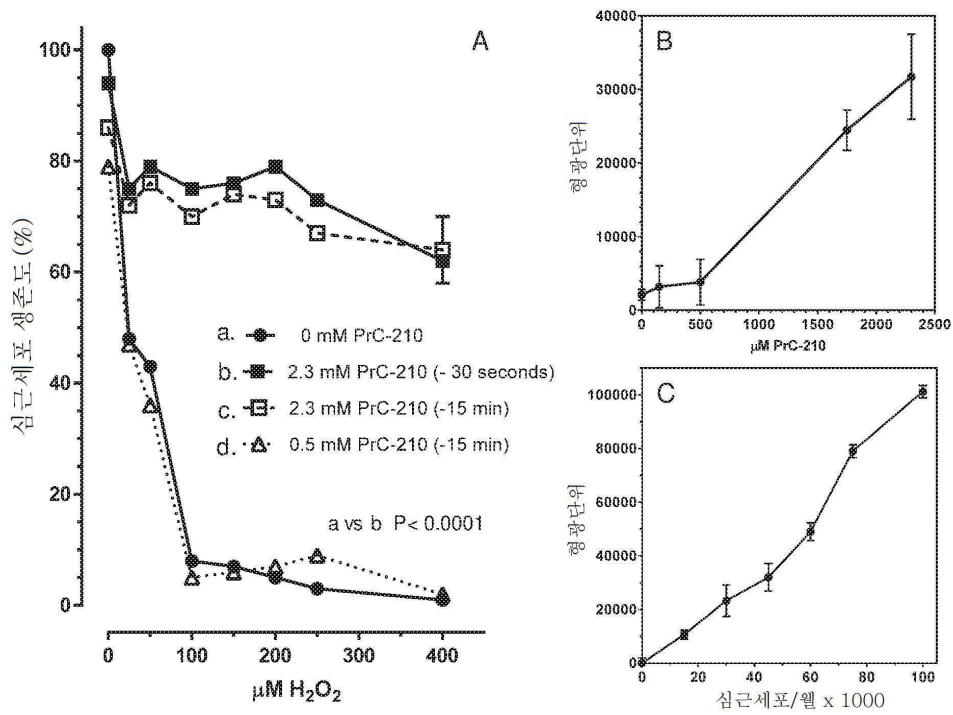 A
심근세포 생존도 (%)
100
80
60
40
20
0
a. 0 mM PrC-210
b. 2.3 mM PrC-210 (- 30 seconds)
c. 2.3 mM PrC-210 (-15 min)
d. 0.5 mM PrC-210 (-15 min)
a vs b P< 0.0001
0 100 200 300 400
µM H₂O₂
B
형광단위
40000
30000
20000
10000
0
0 500 1000 1500 2000 2500
µM PrC-210
C
형광단위
100000
80000
60000
40000
20000
0
0 20 40 60 80 100
심근세포/웰 x 1000